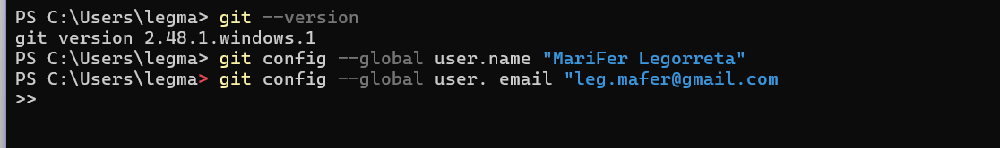 PS C:\Users\legma> git --version
git version 2.48.1.windows.1
PS C:\Users\legma> git config --global user.name "MariFer Legorreta"
PS C:\Users\legma> git config --global user. email "leg.mafer@gmail.com
>>